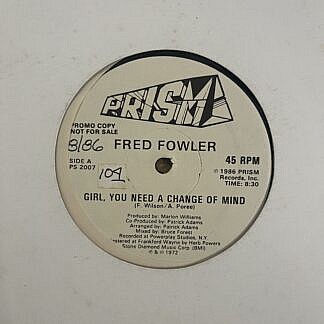 PRISM
PROMO COPY
NOT FOR SALE
8/86
FRED FOWLER
SIDE A
PS 2007
104
45 RPM
℗ 1986 PRISM
Records, Inc.
TIME: 8:30
GIRL, YOU NEED A CHANGE OF MIND
(F. Wilson/A. Poree)
Produced by: Marlon Williams
Co-Produced by: Patrick Adams
Arranged by: Patrick Adams
Mixed by: Bruce Forest
Recorded at Powerplay Studios, N.Y.
Mastered at Frankford Wayne by Herb Powers
Stone Diamond Music Corp (BMI)
℗ & © 1972